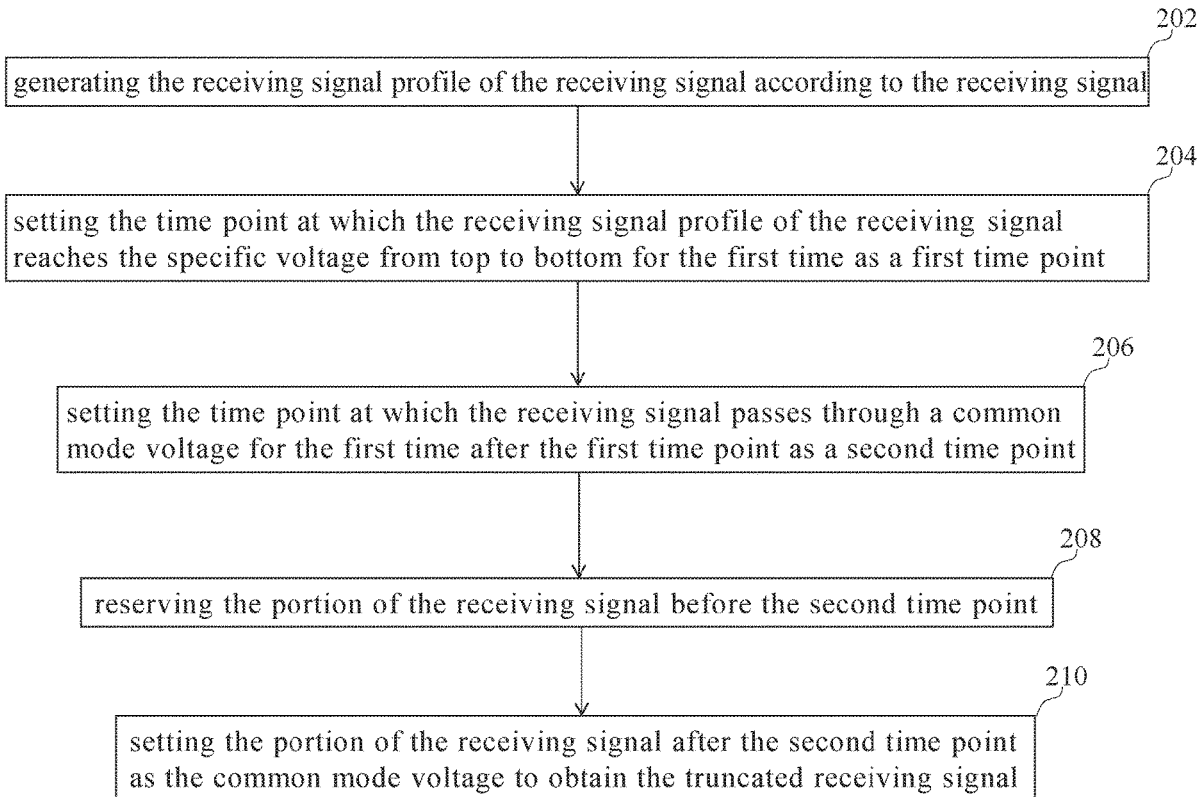 202
generating the receiving signal profile of the receiving signal according to the receiving signal
204
setting the time point at which the receiving signal profile of the receiving signal
reaches the specific voltage from top to bottom for the first time as a first time point
206
setting the time point at which the receiving signal passes through a common
mode voltage for the first time after the first time point as a second time point
208
reserving the portion of the receiving signal before the second time point
210
setting the portion of the receiving signal after the second time point
as the common mode voltage to obtain the truncated receiving signal